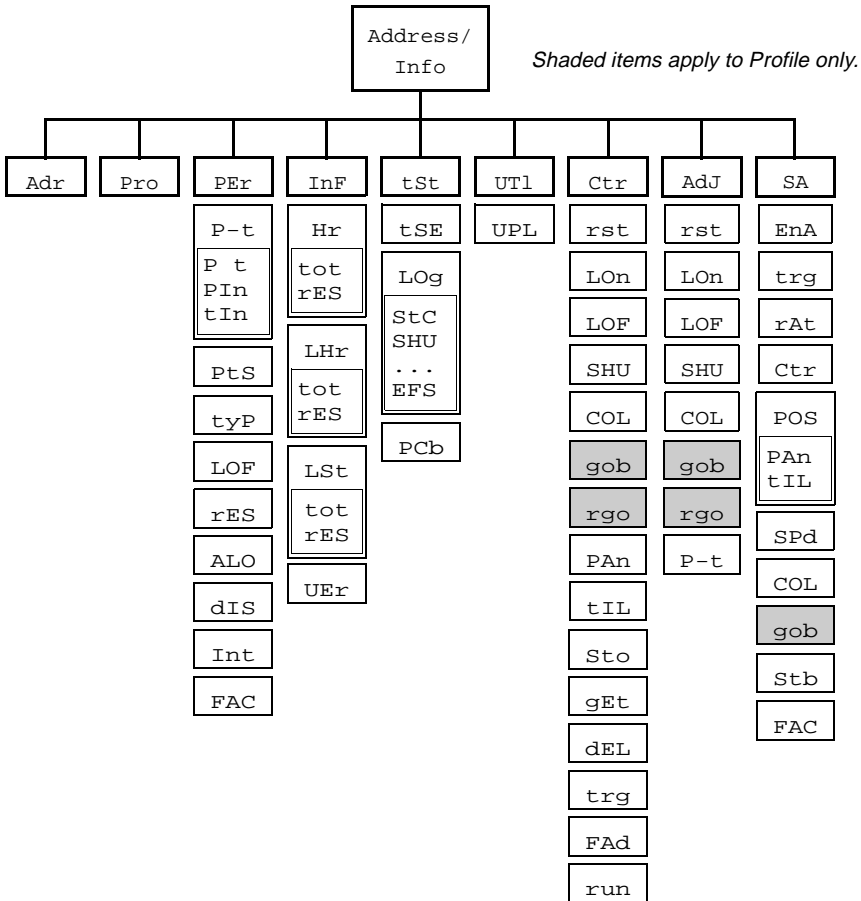 Address/
Info
Shaded items apply to Profile only.
Adr
Pro
PEr
P-t
P t
PIn
tIn
PtS
tyP
LOF
rES
ALO
dIS
Int
FAC
InF
Hr
tot
rES
LHr
tot
rES
LSt
tot
rES
UEr
tSt
tSE
LOg
StC
SHU
...
EFS
PCb
UTl
UPL
Ctr
rst
LOn
LOF
SHU
COL
gob
rgo
PAn
tIL
Sto
gEt
dEL
trg
FAd
run
AdJ
rst
LOn
LOF
SHU
COL
gob
rgo
P-t
SA
EnA
trg
rAt
Ctr
POS
PAn
tIL
SPd
COL
gob
Stb
FAC